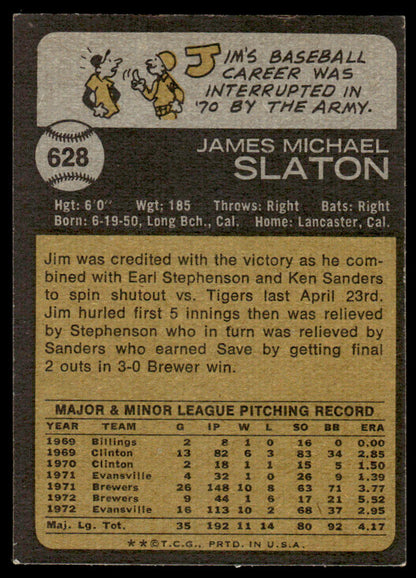 JIM'S BASEBALL
CAREER WAS
INTERRUPTED IN
'70 BY THE ARMY.
628
JAMES MICHAEL
SLATON
Hgt: 6'0" Wgt: 185 Throws: Right Bats: Right
Born: 6-19-50, Long Bch., Cal. Home: Lancaster, Cal.
Jim was credited with the victory as he com-
bined with Earl Stephenson and Ken Sanders
to spin shutout vs. Tigers last April 23rd.
Jim hurled first 5 innings then was relieved
by Stephenson who in turn was relieved by
Sanders who earned Save by getting final
2 outs in 3-0 Brewer win.
MAJOR & MINOR LEAGUE PITCHING RECORD
YEAR TEAM G IP W L SO BB ERA
1969 Billings 2 8 1 0 16 0 0.00
1969 Clinton 13 82 6 3 83 34 2.85
1970 Clinton 2 18 1 1 15 5 1.50
1971 Evansville 4 32 1 0 26 9 1.39
1971 Brewers 26 148 10 8 63 71 3.77
1972 Brewers 9 44 1 6 17 21 5.52
1972 Evansville 16 113 10 2 68 37 2.95
Maj. Lg. Tot. 35 192 11 14 80 92 4.17
**©T.C.G., PRTD. IN U.S.A.